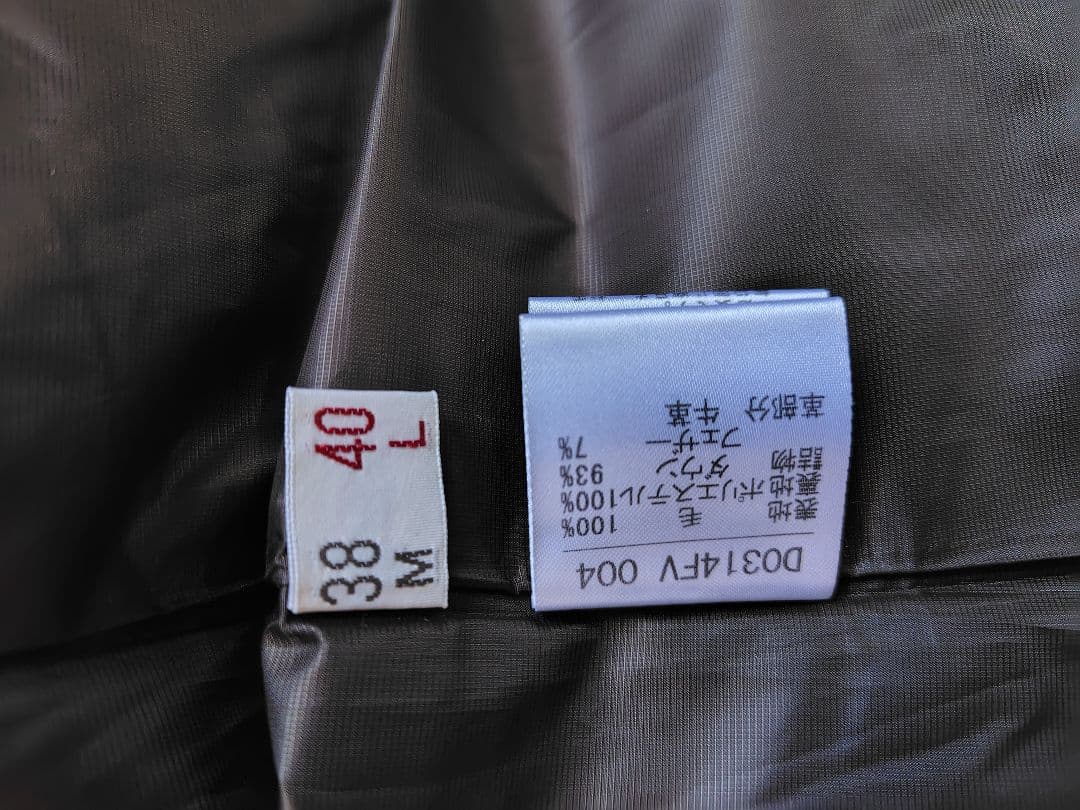 38 40
M L
D0314FV 004
表地 毛 100%
裏地 ポリエステル100%
詰物 ダウン 93%
フェザー 7%
革部分 牛革